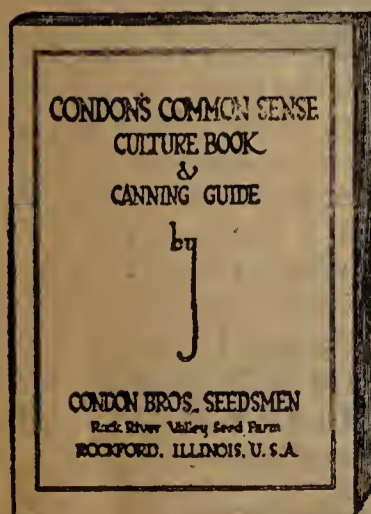 CONDON'S COMMON SENSE
CULTURE BOOK
&
CANNING GUIDE
by
CONDON BROS., SEEDSMEN
Rock River Valley Seed Farm
ROCKFORD, ILLINOIS, U.S.A.